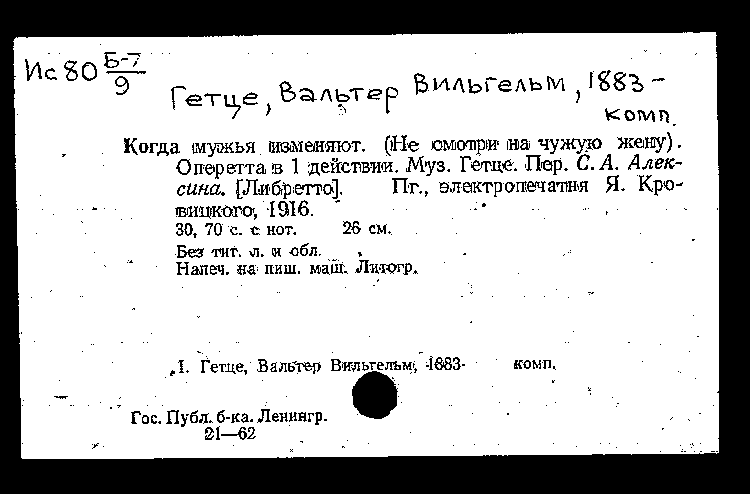 Ис 80 Б-7/9
Гетце, Вальтер Вильгельм, 1883-
комп.
Когда мужья изменяют. (Не смотри на чужую жену).
Оперетта в 1 действии. Муз. Гетце. Пер. С. А. Алек-
сина. [Либретто]. Пг., электропечатня Я. Кро-
вицкого, 1916.
30, 70 с. с нот. 26 см.
Без тит. л. и обл.
Напеч. на пиш. маш. Литогр.
I. Гетце, Вальтер Вильгельм, 1883- комп.
Гос. Публ. б-ка. Ленингр.
21—62